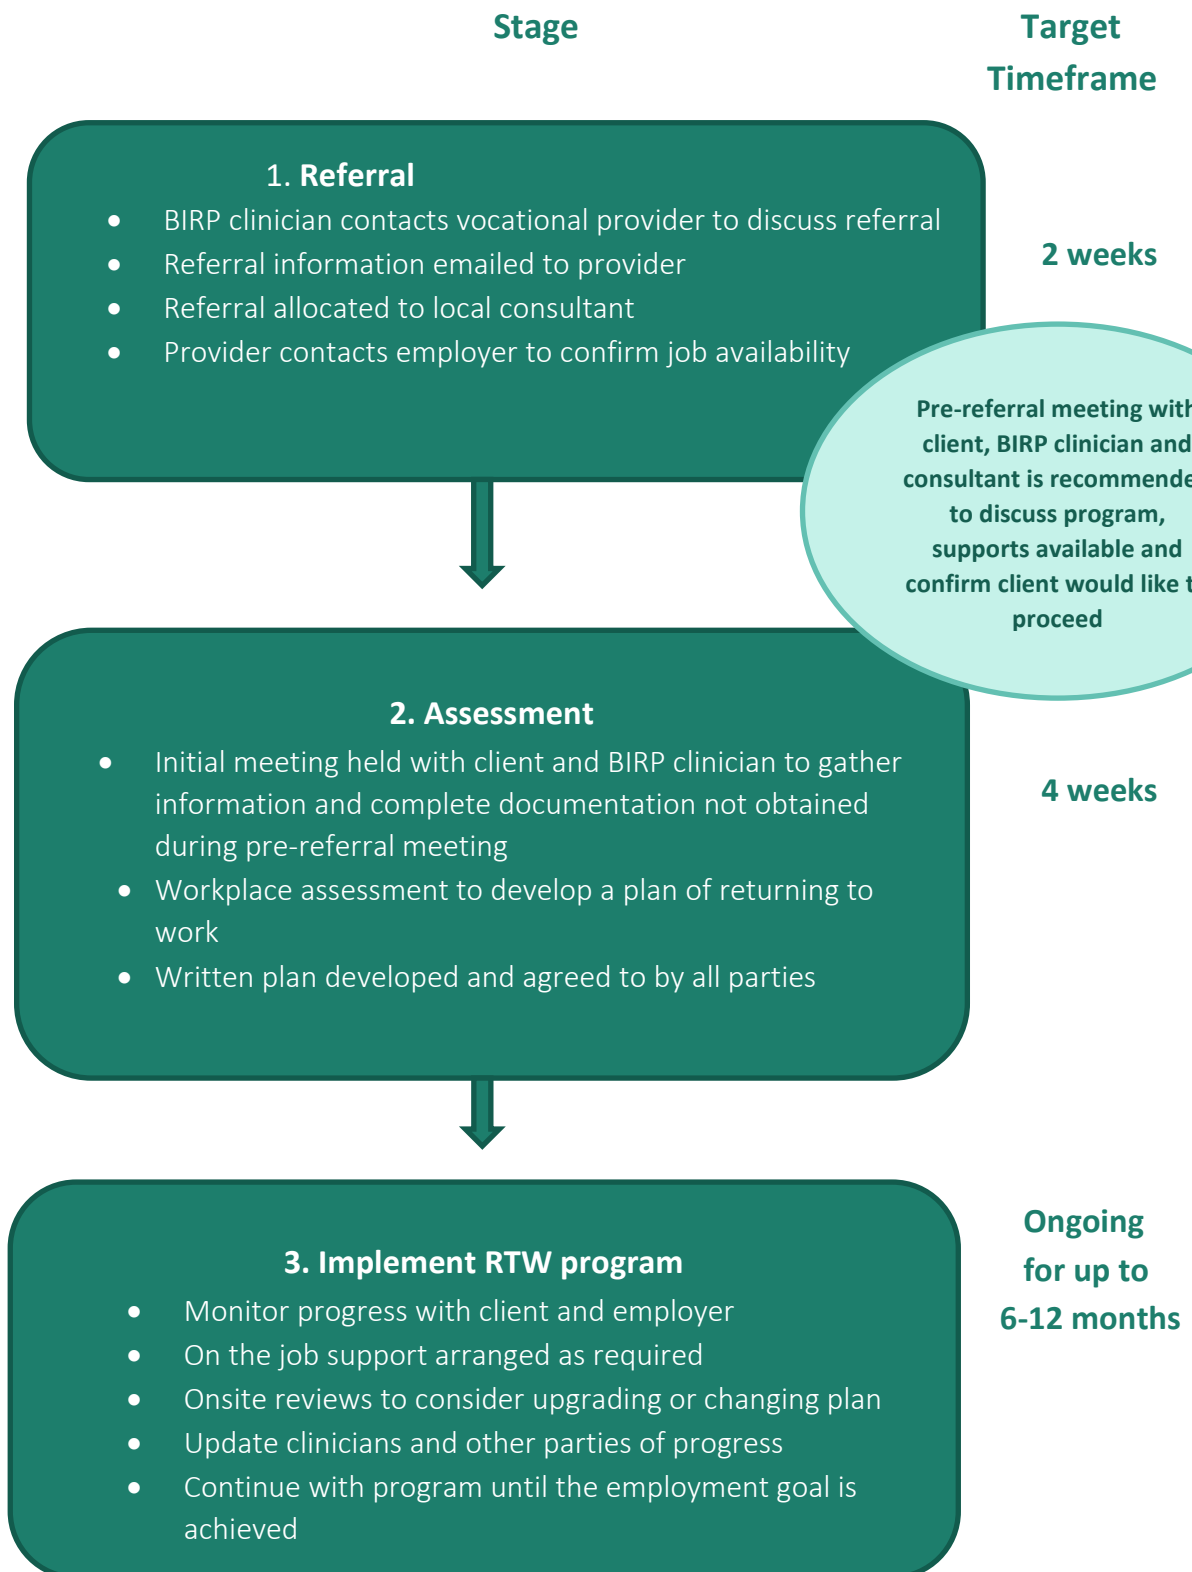 Stage
Target
Timeframe
1. Referral
• BIRP clinician contacts vocational provider to discuss referral
• Referral information emailed to provider
• Referral allocated to local consultant
• Provider contacts employer to confirm job availability
2 weeks
Pre-referral meeting with
client, BIRP clinician and
consultant is recommende
to discuss program,
supports available and
confirm client would like t
proceed
2. Assessment
• Initial meeting held with client and BIRP clinician to gather
information and complete documentation not obtained
during pre-referral meeting
• Workplace assessment to develop a plan of returning to
work
• Written plan developed and agreed to by all parties
4 weeks
3. Implement RTW program
• Monitor progress with client and employer
• On the job support arranged as required
• Onsite reviews to consider upgrading or changing plan
• Update clinicians and other parties of progress
• Continue with program until the employment goal is
achieved
Ongoing
for up to
6-12 months